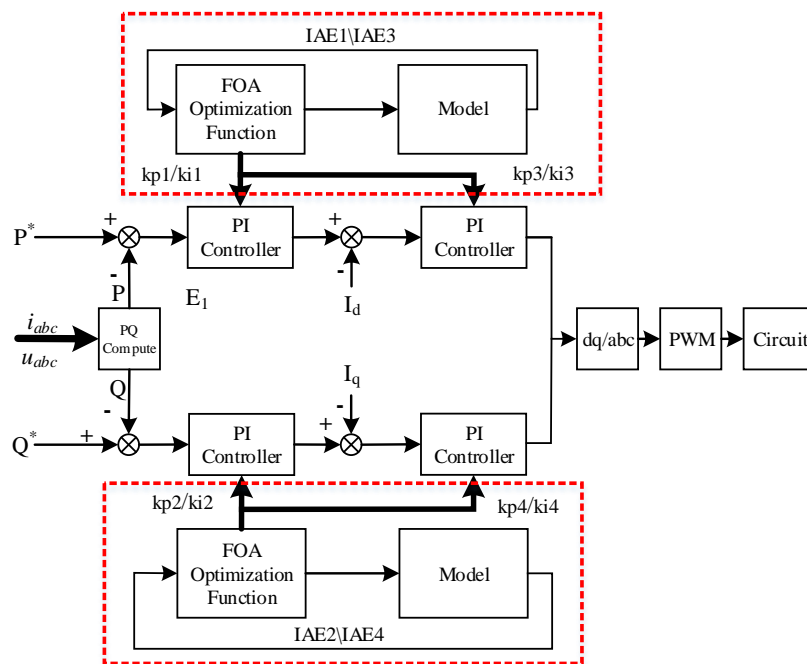 IAE1\IAE3
FOA
Optimization
Function
Model
kp1/ki1
kp3/ki3
P*
+
-
PI
Controller
+
-
PI
Controller
P
E1
Id
iabc
uabc
PQ
Compute
dq/abc
PWM
Circuit
Q
Iq
-
-
Q*
+
PI
Controller
+
PI
Controller
kp2/ki2
kp4/ki4
FOA
Optimization
Function
Model
IAE2\IAE4